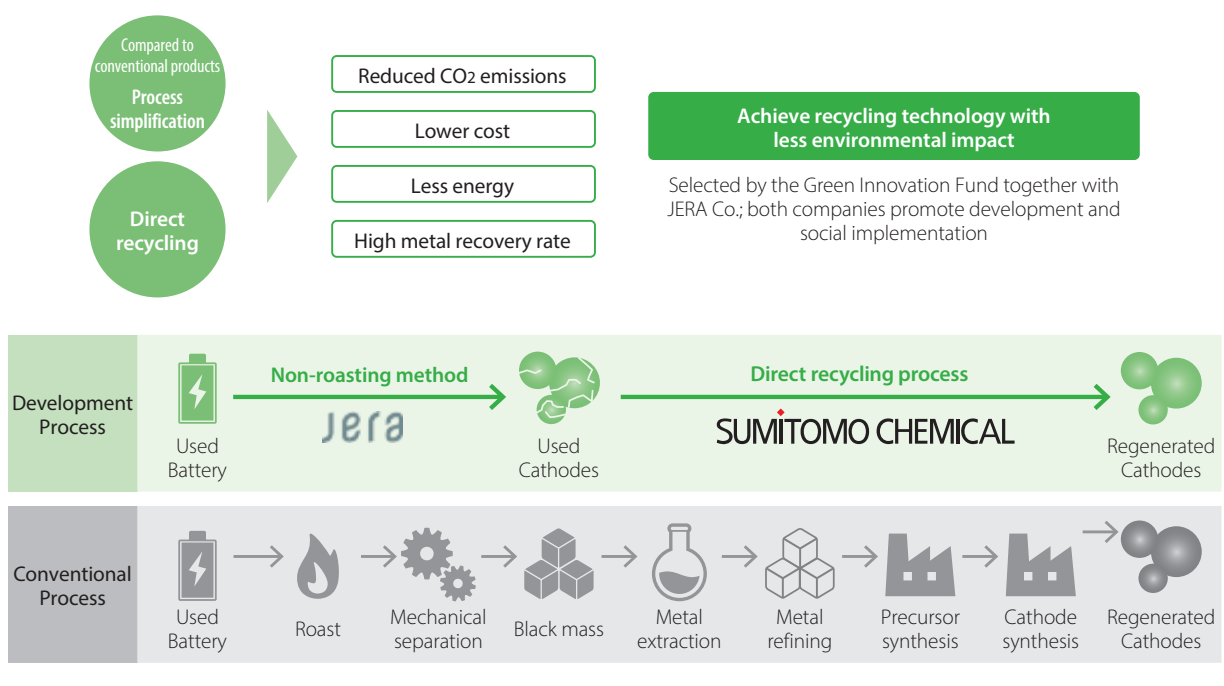 Compared to
conventional products
Process
simplification
Direct
recycling
Reduced CO2 emissions
Lower cost
Less energy
High metal recovery rate
Achieve recycling technology with
less environmental impact
Selected by the Green Innovation Fund together with
JERA Co.; both companies promote development and
social implementation
Development
Process
Used
Battery
Non-roasting method
Jera
Used
Cathodes
Direct recycling process
SUMITOMO CHEMICAL
Regenerated
Cathodes
Conventional
Process
Used
Battery
Roast
Mechanical
separation
Black mass
Metal
extraction
Metal
refining
Precursor
synthesis
Cathode
synthesis
Regenerated
Cathodes